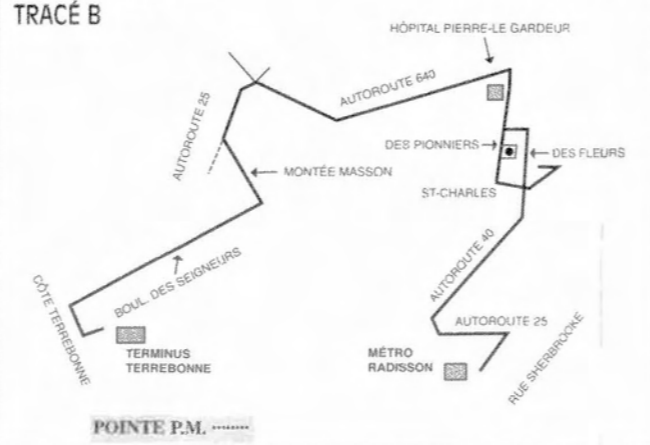 TRACÉ B
HÔPITAL PIERRE-LE GARDEUR
AUTOROUTE 640
AUTOROUTE 25
DES PIONNIERS
DES FLEURS
MONTÉE MASSON
ST-CHARLES
AUTOROUTE 40
BOUL. DES SEIGNEURS
CÔTE TERREBONNE
AUTOROUTE 25
RUE SHERBROOKE
TERMINUS
TERREBONNE
MÉTRO
RADISSON
POINTE P.M. ········